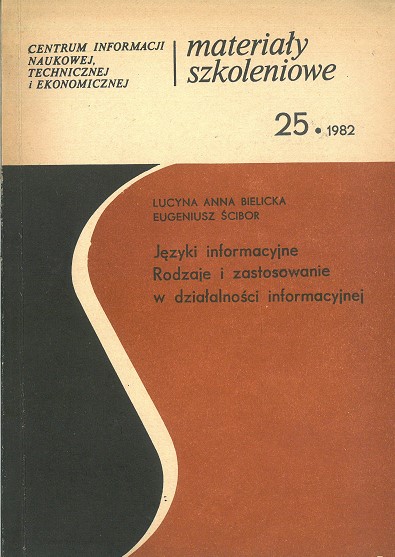 CENTRUM INFORMACJI
NAUKOWEJ,
TECHNICZNEJ
i EKONOMICZNEJ
materiały
szkoleniowe
25. 1982
LUCYNA ANNA BIELICKA
EUGENIUSZ ŚCIBOR
Języki informacyjne
Rodzaje i zastosowanie
w działalności informacyjnej